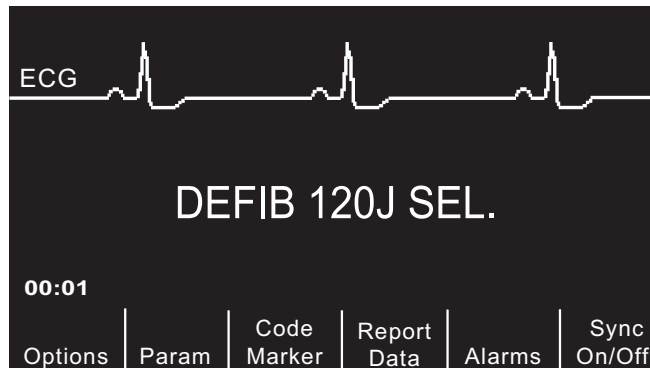 ECG
DEFIB 120J SEL.
00:01
Options Param Code Marker Report Data Alarms Sync On/Off